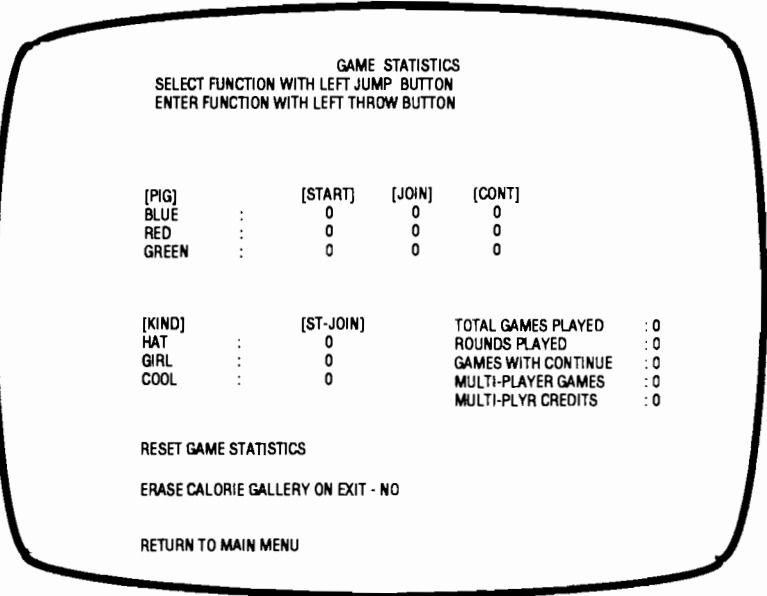 GAME STATISTICS
SELECT FUNCTION WITH LEFT JUMP BUTTON
ENTER FUNCTION WITH LEFT THROW BUTTON
[PIG] [START] [JOIN] [CONT]
BLUE : 0 0 0
RED : 0 0 0
GREEN : 0 0 0
[KIND] [ST-JOIN] TOTAL GAMES PLAYED : 0
HAT : 0 ROUNDS PLAYED : 0
GIRL : 0 GAMES WITH CONTINUE : 0
COOL : 0 MULTI-PLAYER GAMES : 0
MULTI-PLYR CREDITS : 0
RESET GAME STATISTICS
ERASE CALORIE GALLERY ON EXIT - NO
RETURN TO MAIN MENU